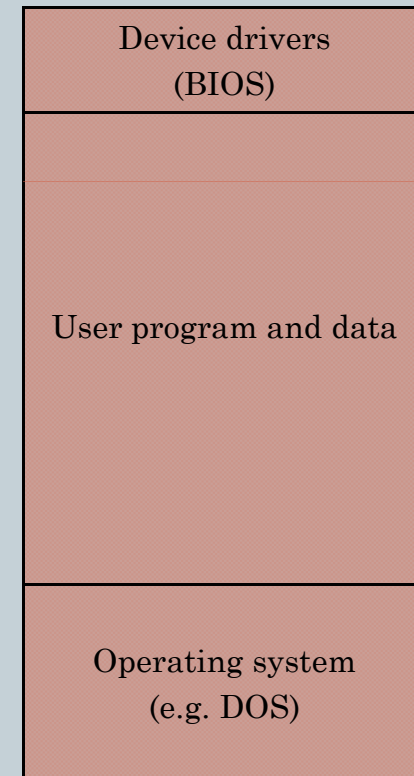 Device drivers
(BIOS)
User program and data
Operating system
(e.g. DOS)